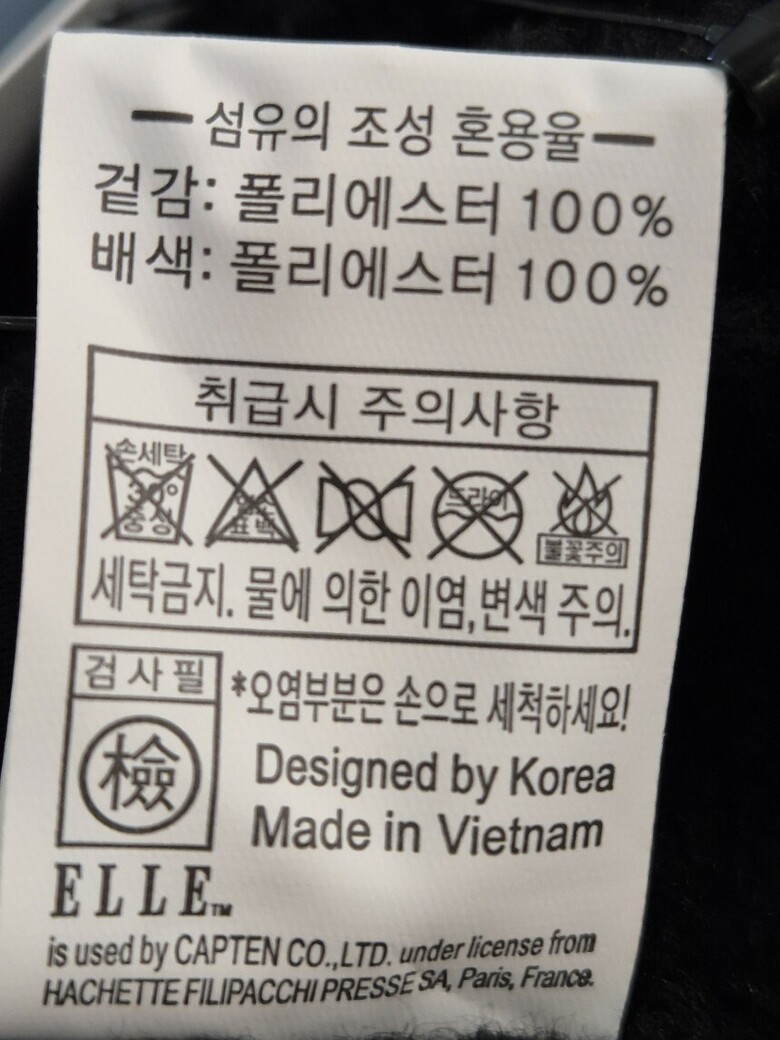 섬유의 조성 혼용율
겉감: 폴리에스터 100%
배색: 폴리에스터 100%
취급시 주의사항
손세탁
30°
중성
염소
표백
드라이
불꽃주의
세탁금지. 물에 의한 이염,변색 주의.
검사필
檢
*오염부분은 손으로 세척하세요!
Designed by Korea
Made in Vietnam
ELLE™
is used by CAPTEN CO.,LTD. under license from
HACHETTE FILIPACCHI PRESSE SA, Paris, France.